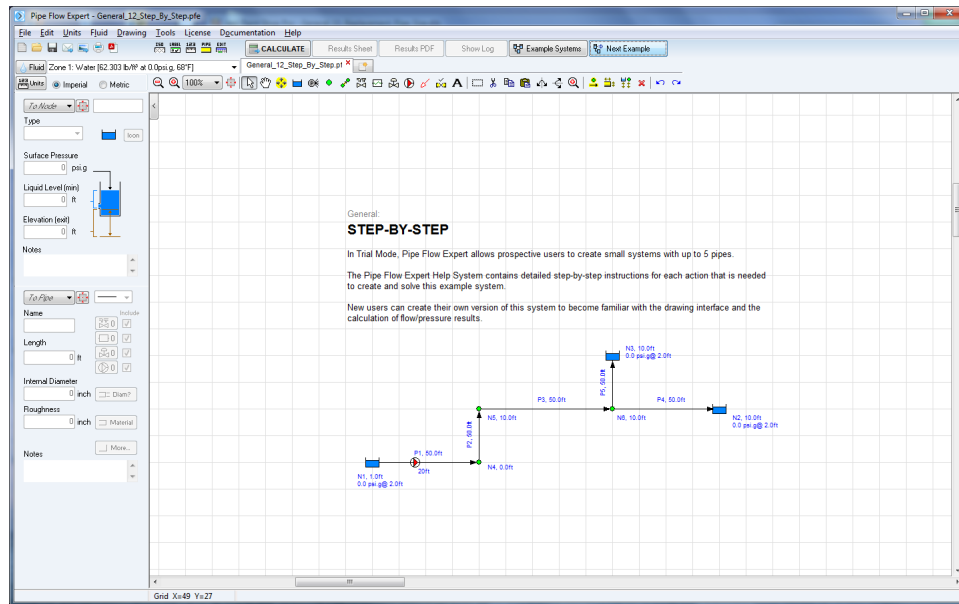 Pipe Flow Expert - General_12_Step_By_Step.pfe
File Edit Units Fluid Drawing Tools License Documentation Help
CALCULATE Results Sheet Results PDF Show Log Example Systems Next Example
Fluid Zone 1: Water [62.303 lb/ft³ at 0.0psi.g, 68°F] General_12_Step_By_Step.pf
Units Imperial Metric 100%
To Node
Type
Icon
Surface Pressure
0 psi.g
Liquid Level (min)
0 ft
Elevation (exit)
0 ft
Notes
To Pipe
Name Include
0
Length 0
0 ft 0
0
Internal Diameter
0 inch Diam?
Roughness
0 inch Material
Notes More...
General:
STEP-BY-STEP
In Trial Mode, Pipe Flow Expert allows prospective users to create small systems with up to 5 pipes.
The Pipe Flow Expert Help System contains detailed step-by-step instructions for each action that is needed
to create and solve this example system.
New users can create their own version of this system to become familiar with the drawing interface and the
calculation of flow/pressure results.
N3, 10.0ft
0.0 psi.g@ 2.0ft
P5, 50.0ft
P3, 50.0ft
P4, 50.0ft
N5, 10.0ft
N6, 10.0ft
N2, 10.0ft
0.0 psi.g@ 2.0ft
P2, 50.0ft
P1, 50.0ft
20ft
N4, 0.0ft
N1, 1.0ft
0.0 psi.g@ 2.0ft
Grid X=49 Y=27